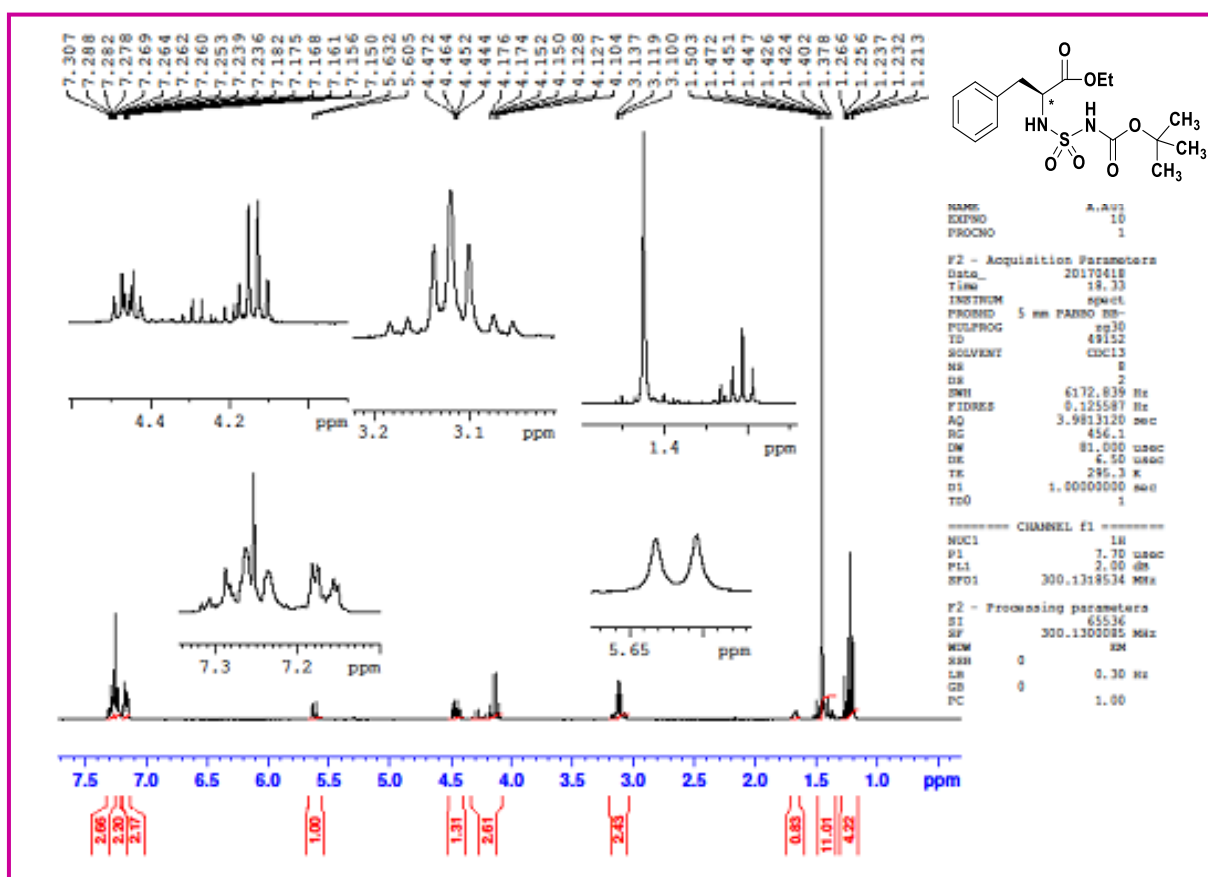 7.307
7.288
7.282
7.278
7.269
7.264
7.262
7.260
7.253
7.239
7.236
7.182
7.175
7.168
7.161
7.156
7.150
5.632
5.605
4.472
4.464
4.452
4.444
4.176
4.174
4.152
4.150
4.128
4.127
4.104
3.137
3.119
3.100
1.503
1.472
1.451
1.447
1.426
1.424
1.402
1.378
1.266
1.256
1.237
1.232
1.213
O
OEt
*
HN
S
O O
H
N
O
O
CH3
CH3
CH3
NAME
EXPNO 10
PROCNO 1
F2 - Acquisition Parameters
Date_ 20170418
Time 18.33
INSTRUM spect
PROBHD 5 mm PABBO BB-
PULPROG zg30
TD 49152
SOLVENT CDCl3
NS 8
DS 2
SWH 6172.839 Hz
FIDRES 0.125587 Hz
AQ 3.9813120 sec
RG 456.1
DW 81.000 usec
DE 6.50 usec
TE 295.3 K
D1 1.00000000 sec
TD0 1
======== CHANNEL f1 ========
NUC1 1H
P1 7.70 usec
PL1 2.00 dB
SFO1 300.1318534 MHz
F2 - Processing parameters
SI 65536
SF 300.1300085 MHz
WDW EM
SSB 0
LB 0.30 Hz
GB 0
PC 1.00
4.4 4.2 ppm
3.2 3.1 ppm
1.4 ppm
7.3 7.2 ppm
5.65 ppm
7.5 7.0 6.5 6.0 5.5 5.0 4.5 4.0 3.5 3.0 2.5 2.0 1.5 1.0 ppm
2.66
2.20
2.17
1.00
1.31
2.61
2.43
0.83
11.01
4.22